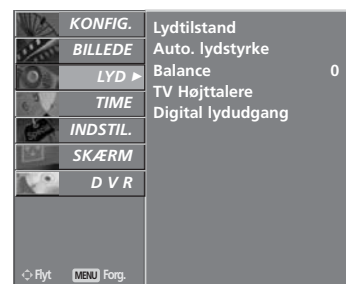 KONFIG.
BILLEDE
LYD ►
TIME
INDSTIL.
SKÆRM
D V R
Flyt MENU Forg.
Lydtilstand
Auto. lydstyrke
Balance 0
TV Højttalere
Digital lydudgang